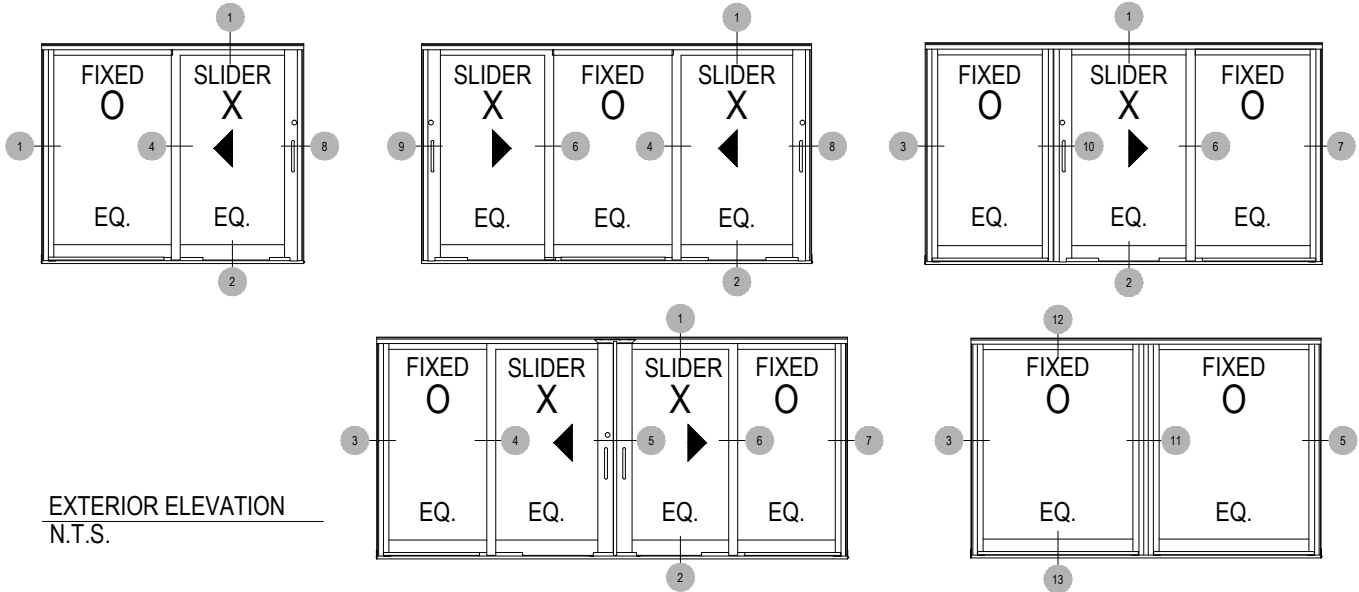 1
FIXED SLIDER
O X
1 4 8
EQ. EQ.
2
1
SLIDER FIXED SLIDER
X O X
9 6 4 8
EQ. EQ. EQ.
2
1
FIXED SLIDER FIXED
O X O
3 10 6 7
EQ. EQ. EQ.
2
1
FIXED SLIDER SLIDER FIXED
O X X O
3 4 5 6 7
EQ. EQ. EQ. EQ.
2
12
FIXED FIXED
O O
3 11 5
EQ. EQ.
13
EXTERIOR ELEVATION
N.T.S.